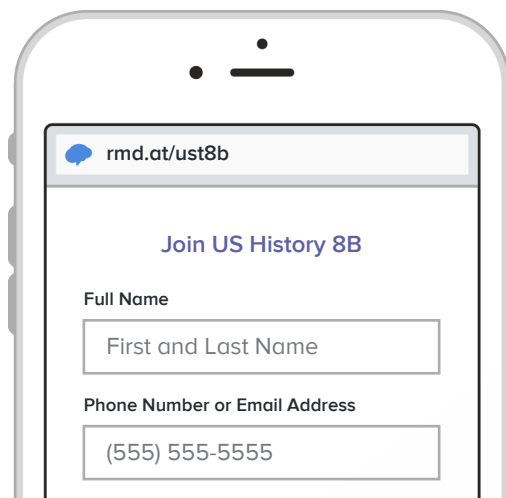 rmd.at/ust8b
Join US History 8B
Full Name
First and Last Name
Phone Number or Email Address
(555) 555-5555